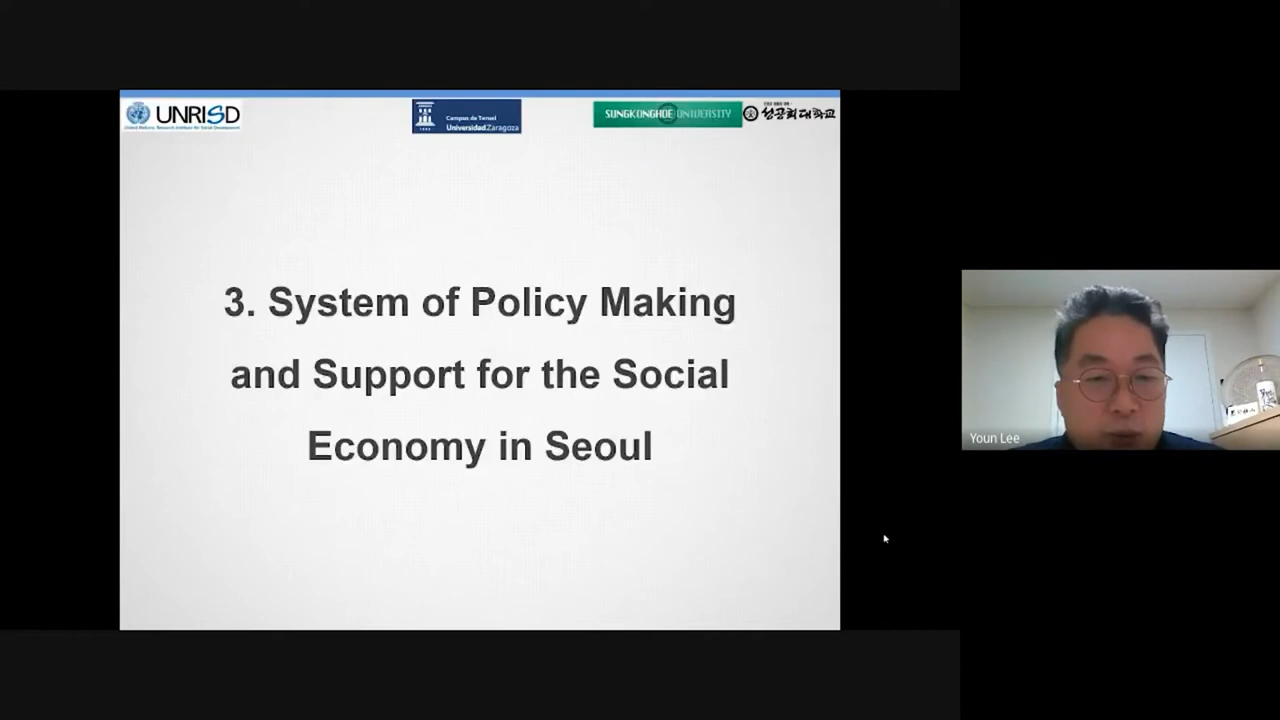 UNRISD
United Nations Research Institute for Social Development
Campus de Teruel
Universidad Zaragoza
SUNGKONGHOE UNIVERSITY
성공회대학교
3. System of Policy Making
and Support for the Social
Economy in Seoul
Youn Lee